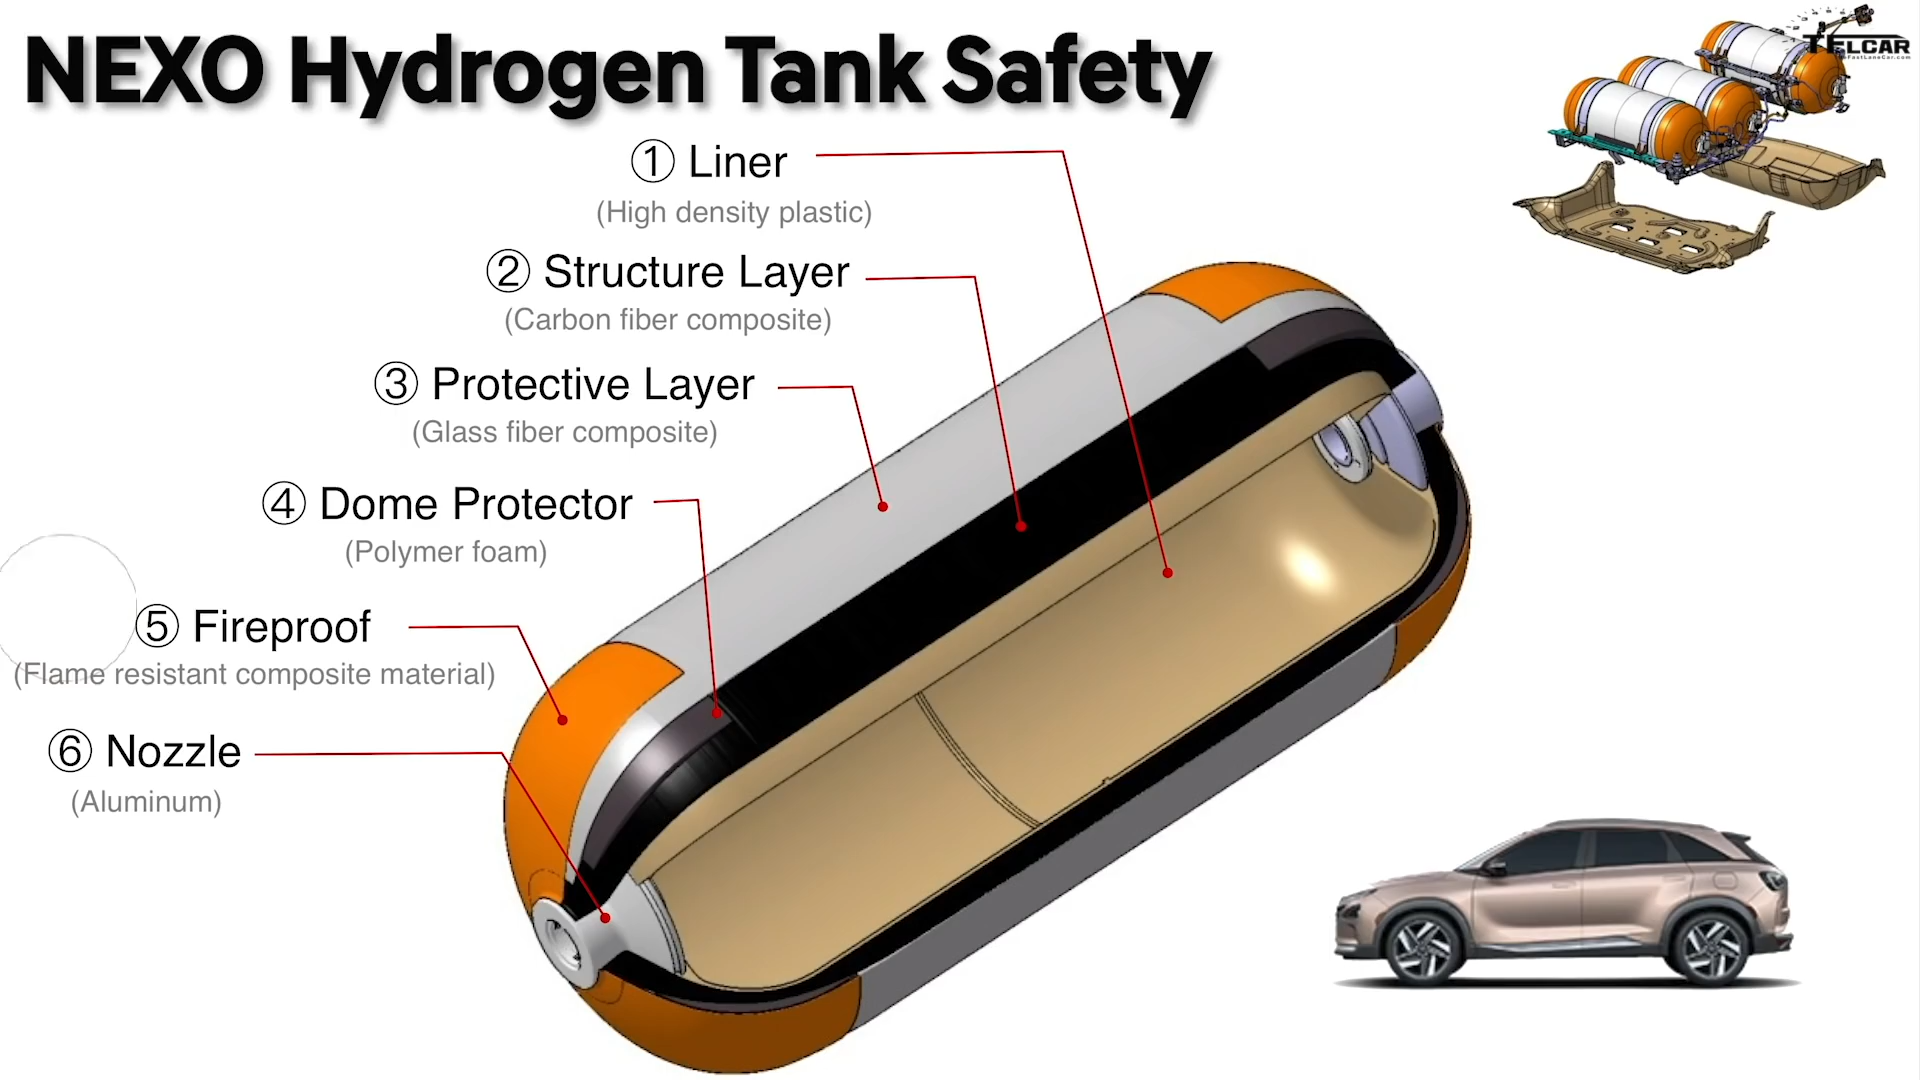 NEXO Hydrogen Tank Safety
① Liner
(High density plastic)
② Structure Layer
(Carbon fiber composite)
③ Protective Layer
(Glass fiber composite)
④ Dome Protector
(Polymer foam)
⑤ Fireproof
(Flame resistant composite material)
⑥ Nozzle
(Aluminum)